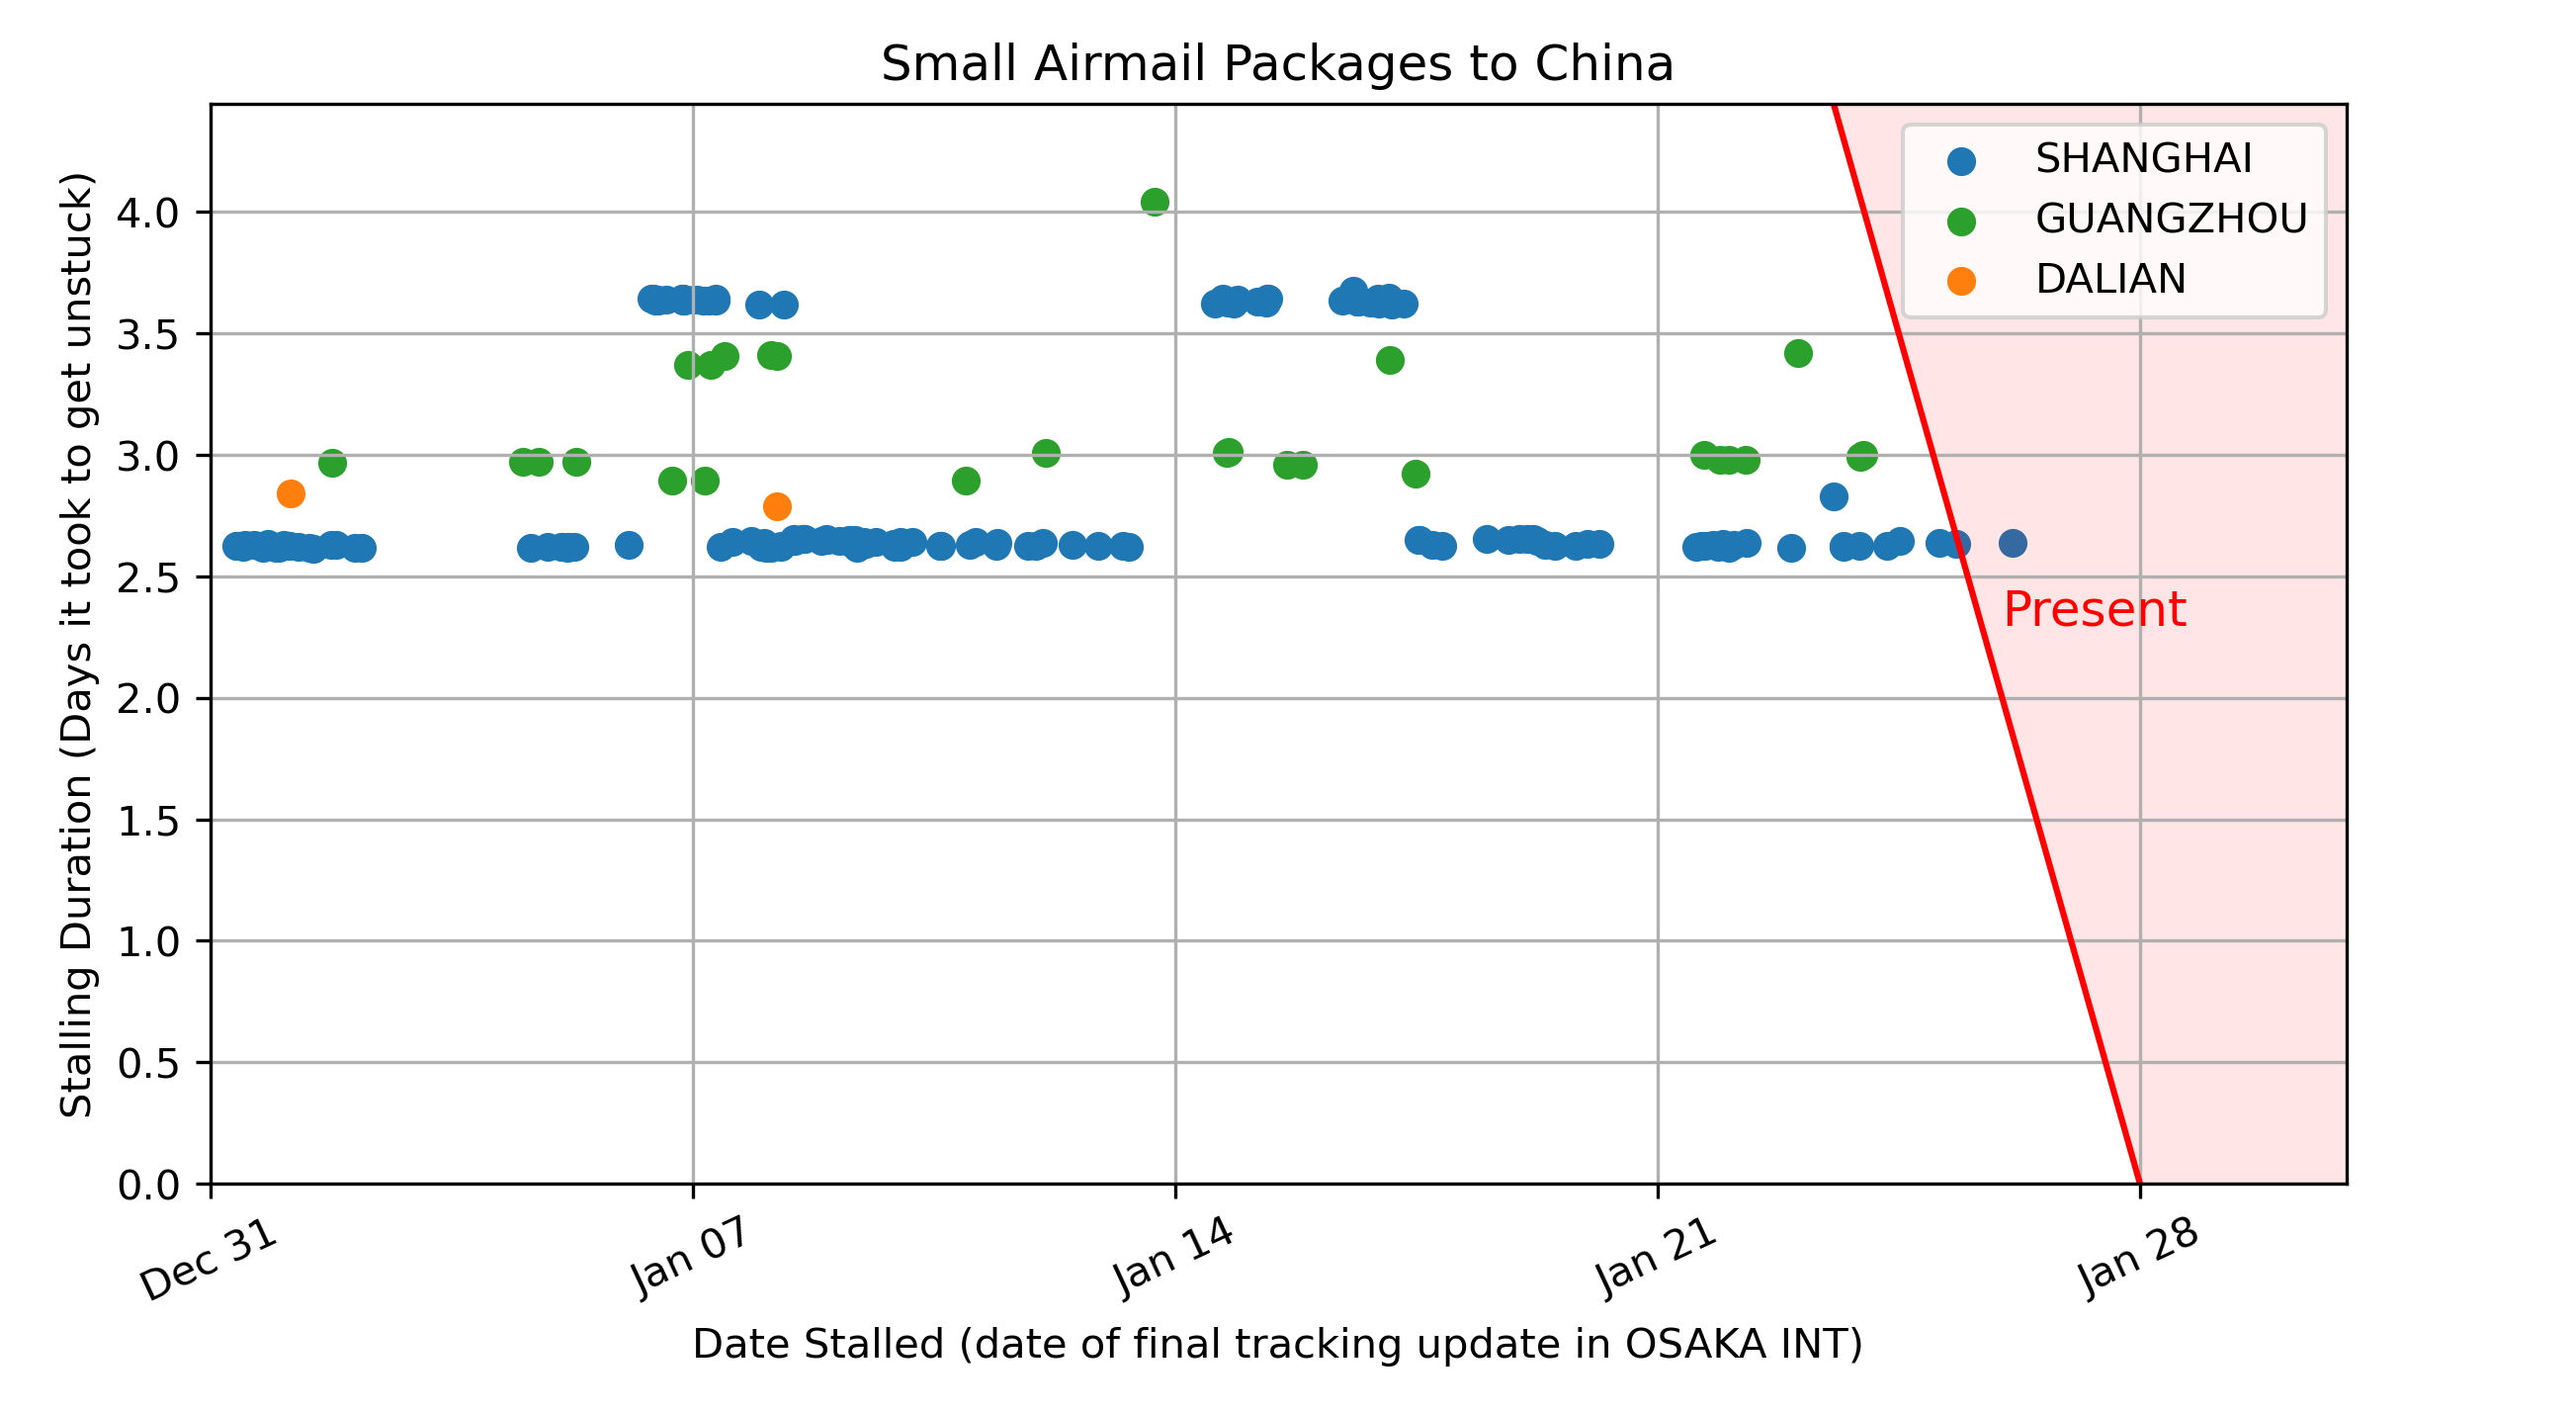 Small Airmail Packages to China
Stalling Duration (Days it took to get unstuck)
4.0
3.5
3.0
2.5
2.0
1.5
1.0
0.5
0.0
SHANGHAI
GUANGZHOU
DALIAN
Present
Dec 31
Jan 07
Jan 14
Jan 21
Jan 28
Date Stalled (date of final tracking update in OSAKA INT)